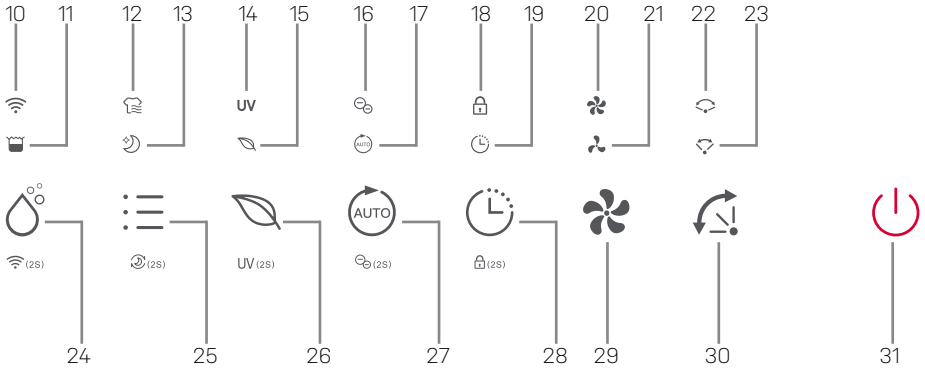 10 11 12 13 14 15 16 17 18 19 20 21 22 23
UV
AUTO
AUTO
(2S) (2S) UV (2S) (2S) (2S)
24 25 26 27 28 29 30 31